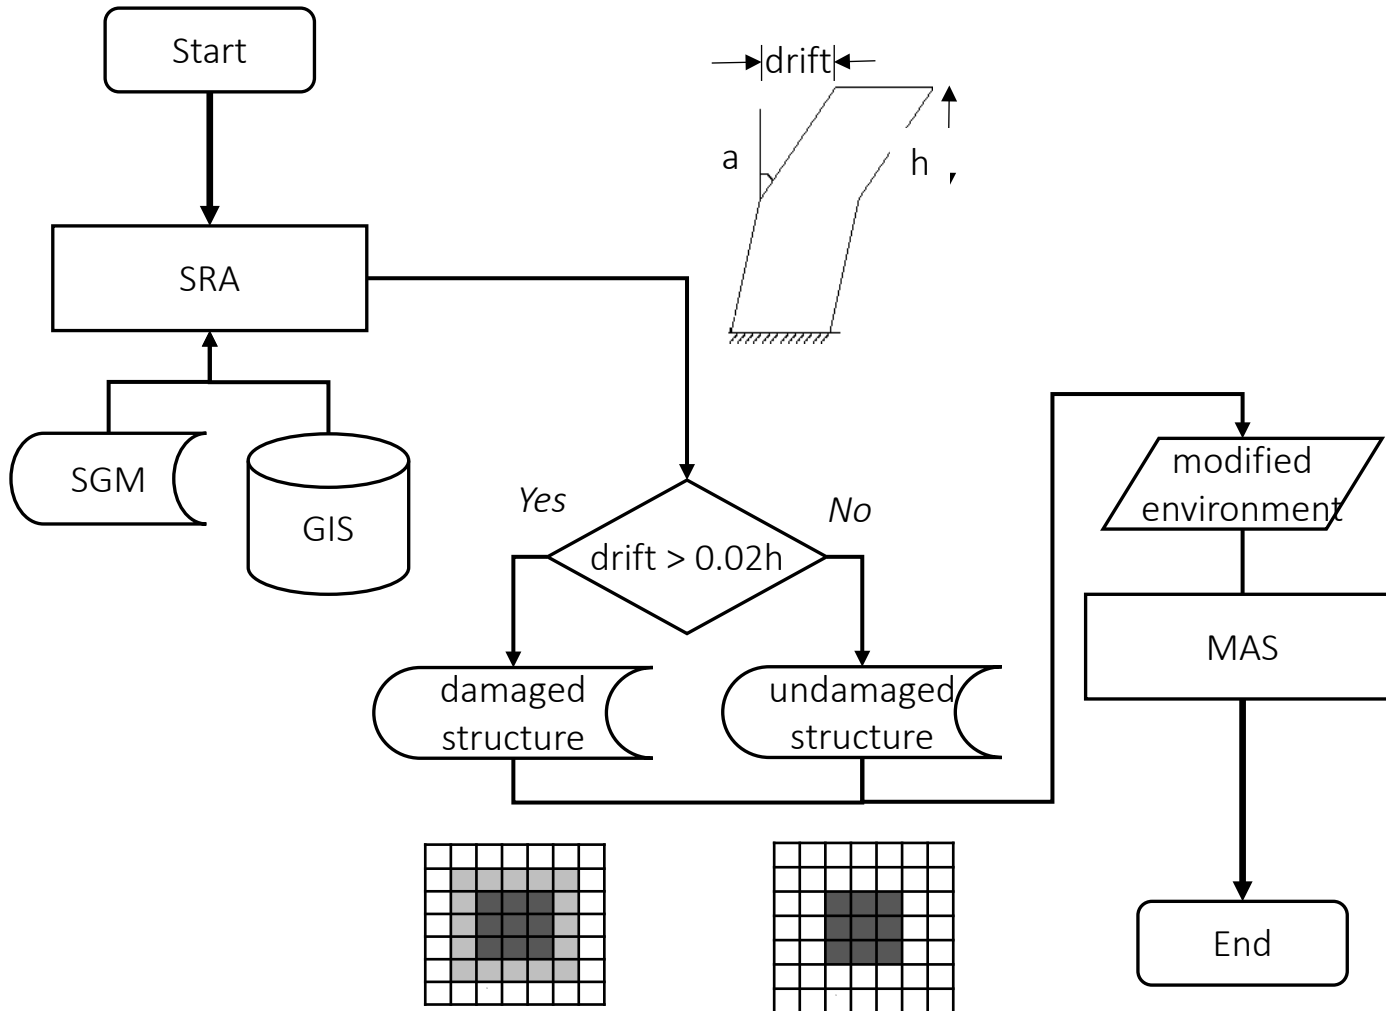 Start
drift
a
h
SRA
SGM
GIS
Yes
No
drift > 0.02h
damaged
structure
undamaged
structure
modified
environment
MAS
End